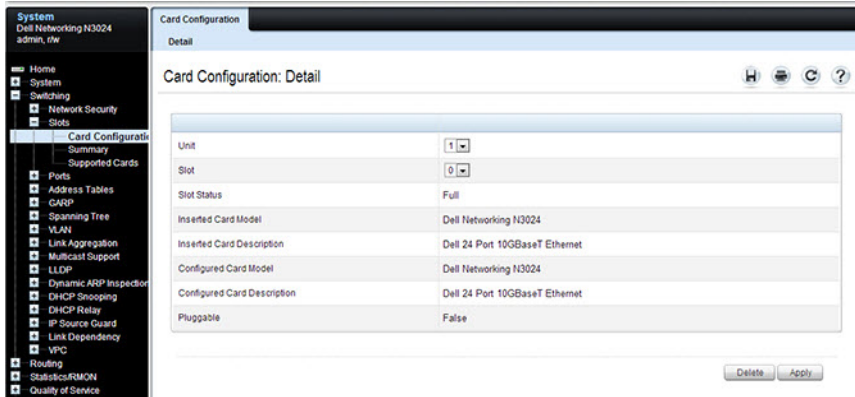 System
Dell Networking N3024
admin, r/w
Home
System
Switching
Network Security
Slots
Card Configuratio
Summary
Supported Cards
Ports
Address Tables
GARP
Spanning Tree
VLAN
Link Aggregation
Multicast Support
LLDP
Dynamic ARP Inspection
DHCP Snooping
DHCP Relay
IP Source Guard
Link Dependency
VPC
Routing
Statistics/RMON
Quality of Service
Card Configuration
Detail
Card Configuration: Detail
Unit 1
Slot 0
Slot Status Full
Inserted Card Model Dell Networking N3024
Inserted Card Description Dell 24 Port 10GBaseT Ethernet
Configured Card Model Dell Networking N3024
Configured Card Description Dell 24 Port 10GBaseT Ethernet
Pluggable False
Delete Apply